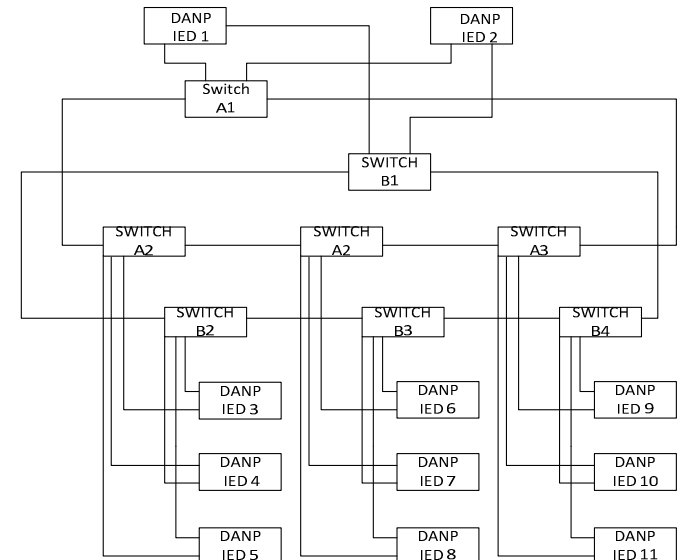 DANP
IED 1
DANP
IED 2
Switch
A1
SWITCH
B1
SWITCH
A2
SWITCH
A2
SWITCH
A3
SWITCH
B2
SWITCH
B3
SWITCH
B4
DANP
IED 3
DANP
IED 6
DANP
IED 9
DANP
IED 4
DANP
IED 7
DANP
IED 10
DANP
IED 5
DANP
IED 8
DANP
IED 11